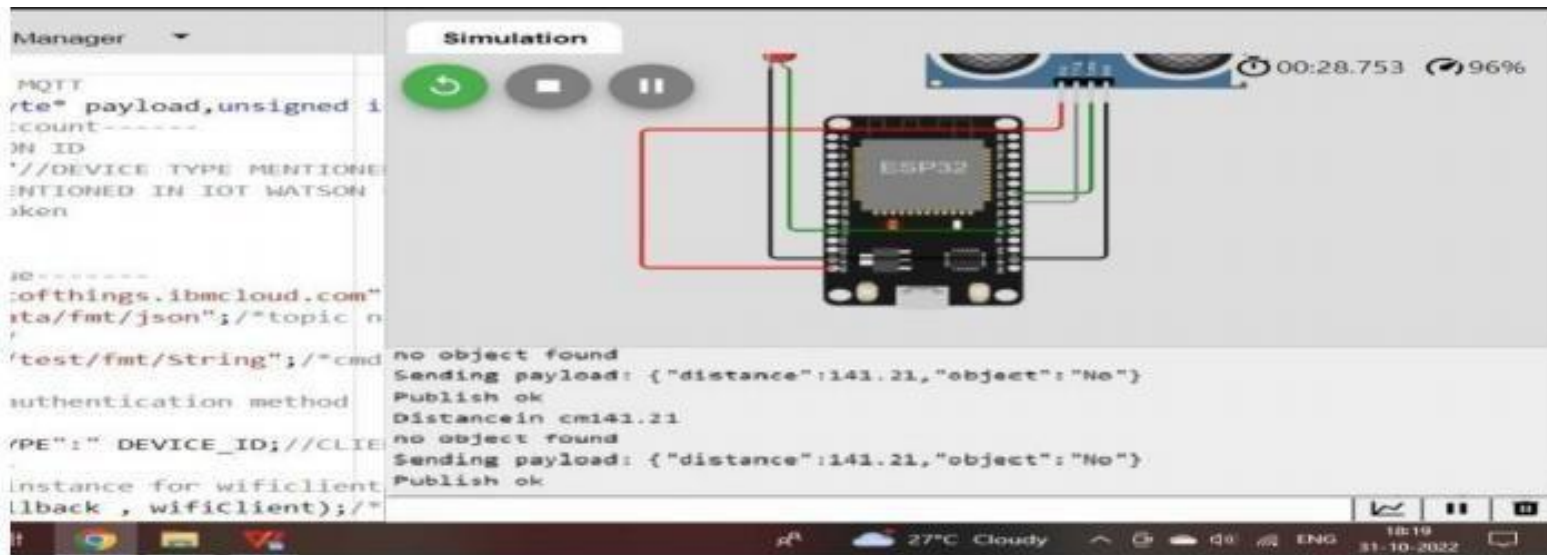 Manager
MQTT
yte* payload,unsigned i
ccount------
ON ID
"//DEVICE TYPE MENTIONE
ENTIONED IN IOT WATSON
oken
ue-------
ofthings.ibmcloud.com"
ata/fmt/json";/*topic n
/test/fmt/String";/*cmd
authentication method
YPE":" DEVICE_ID;//CLIE
instance for wificlient
llback , wifiClient);/*
Simulation
00:28.753 96%
ESP32
no object found
Sending payload: {"distance":141.21,"object":"No"}
Publish ok
Distancein cm141.21
no object found
Sending payload: {"distance":141.21,"object":"No"}
Publish ok
27°C Cloudy
ENG
18:19
31-10-2022